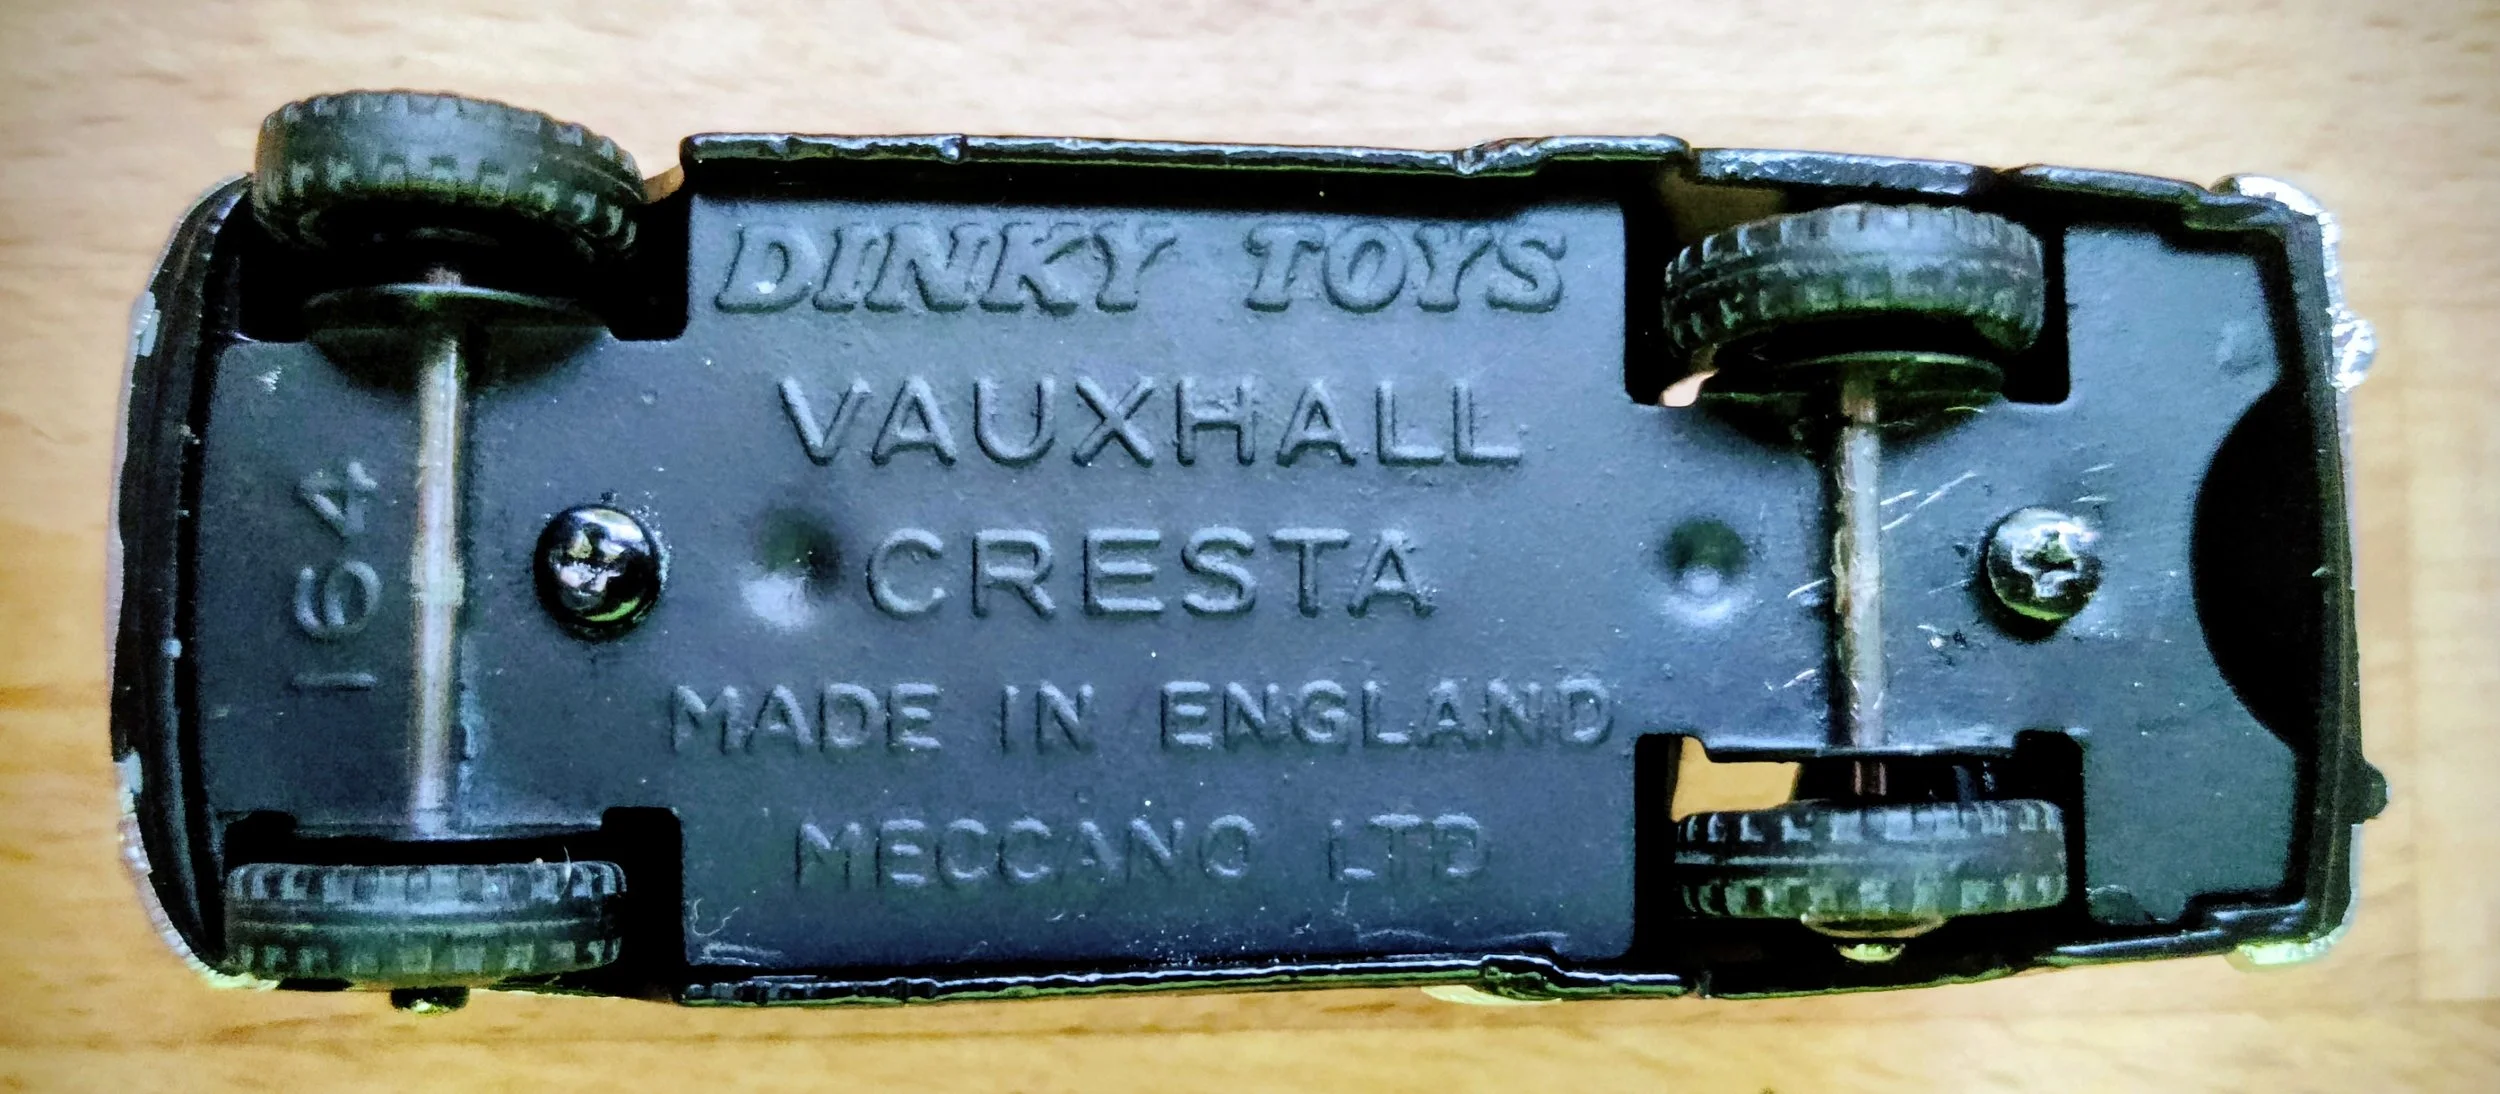 DINKY TOYS
VAUXHALL
CRESTA
MADE IN ENGLAND
MECCANO LTD
164